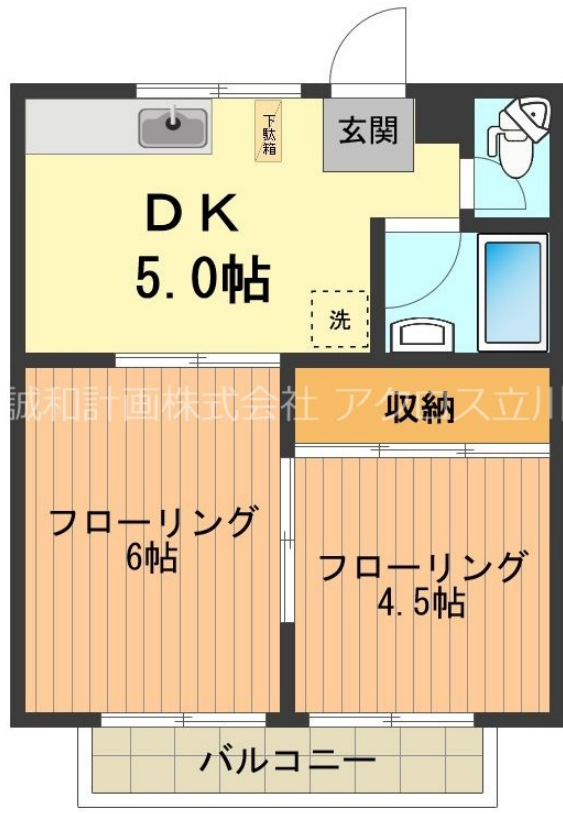 下駄箱
玄関
DK
5.0帖
洗
誠和計画株式会社 アクロス立川
収納
フローリング
6帖
フローリング
4.5帖
バルコニー